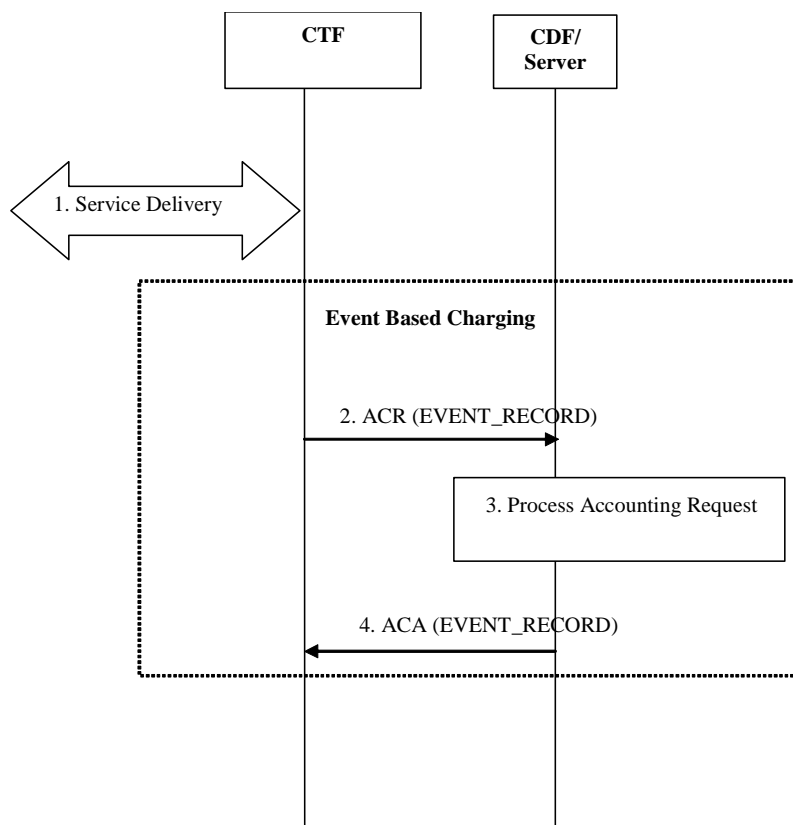 CTF
CDF/
Server
1. Service Delivery
Event Based Charging
2. ACR (EVENT_RECORD)
3. Process Accounting Request
4. ACA (EVENT_RECORD)